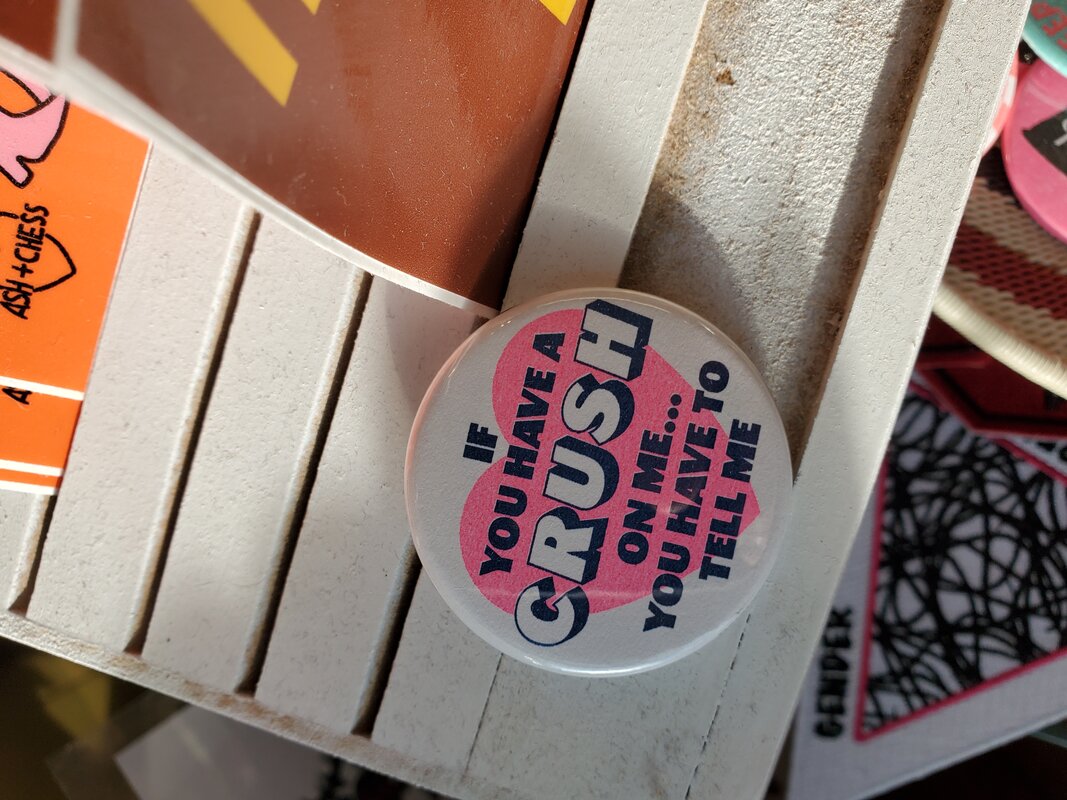 ASH + CHESS
IF
YOU HAVE A
CRUSH
ON ME...
YOU HAVE TO
TELL ME
GENDER